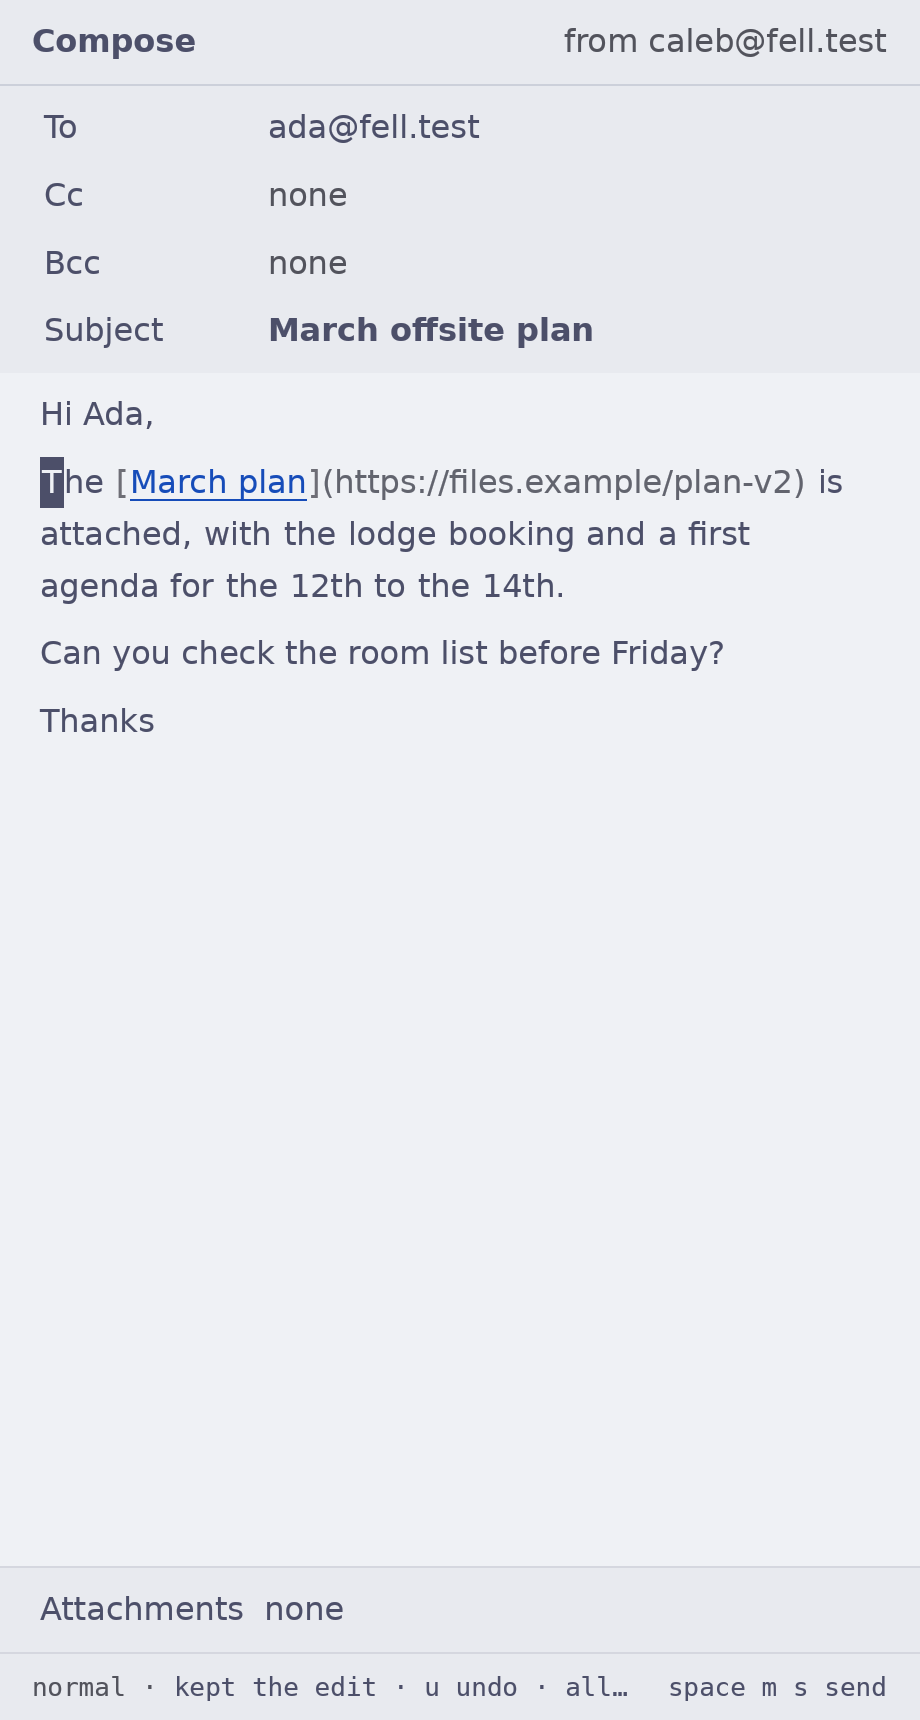 Compose from caleb@fell.test
To ada@fell.test
Cc none
Bcc none
Subject March offsite plan
Hi Ada,
The [March plan](https://files.example/plan-v2) is
attached, with the lodge booking and a first
agenda for the 12th to the 14th.
Can you check the room list before Friday?
Thanks
Attachments none
normal · kept the edit · u undo · all… space m s send